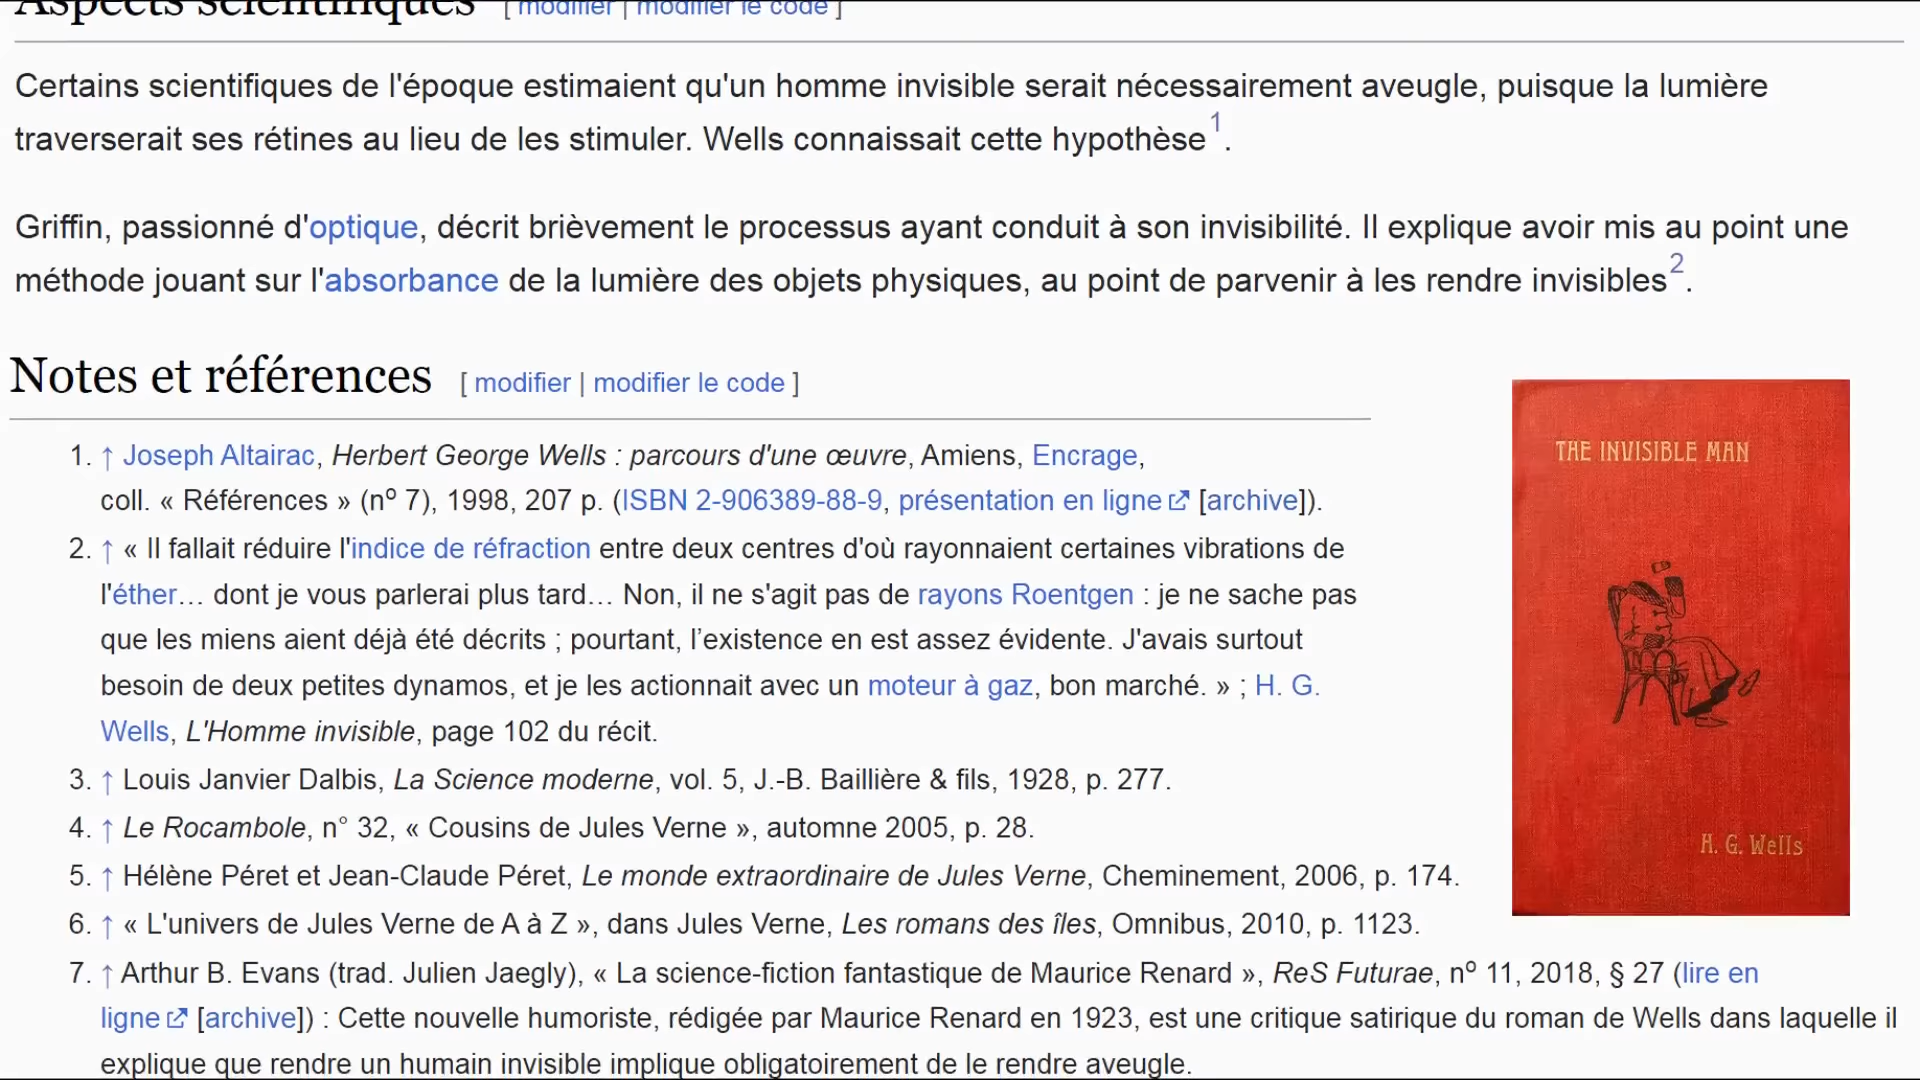 Aspects scientifiques [ modifier | modifier le code ]
Certains scientifiques de l'époque estimaient qu'un homme invisible serait nécessairement aveugle, puisque la lumière
traverserait ses rétines au lieu de les stimuler. Wells connaissait cette hypothèse 1.
Griffin, passionné d'optique, décrit brièvement le processus ayant conduit à son invisibilité. Il explique avoir mis au point une
méthode jouant sur l'absorbance de la lumière des objets physiques, au point de parvenir à les rendre invisibles 2.
Notes et références [ modifier | modifier le code ]
1. ↑ Joseph Altairac, Herbert George Wells : parcours d'une œuvre, Amiens, Encrage,
coll. « Références » (nº 7), 1998, 207 p. (ISBN 2-906389-88-9, présentation en ligne [archive]).
2. ↑ « Il fallait réduire l'indice de réfraction entre deux centres d'où rayonnaient certaines vibrations de
l'éther… dont je vous parlerai plus tard… Non, il ne s'agit pas de rayons Roentgen : je ne sache pas
que les miens aient déjà été décrits ; pourtant, l’existence en est assez évidente. J'avais surtout
besoin de deux petites dynamos, et je les actionnait avec un moteur à gaz, bon marché. » ; H. G.
Wells, L'Homme invisible, page 102 du récit.
3. ↑ Louis Janvier Dalbis, La Science moderne, vol. 5, J.-B. Baillière & fils, 1928, p. 277.
4. ↑ Le Rocambole, n° 32, « Cousins de Jules Verne », automne 2005, p. 28.
5. ↑ Hélène Péret et Jean-Claude Péret, Le monde extraordinaire de Jules Verne, Cheminement, 2006, p. 174.
6. ↑ « L'univers de Jules Verne de A à Z », dans Jules Verne, Les romans des îles, Omnibus, 2010, p. 1123.
7. ↑ Arthur B. Evans (trad. Julien Jaegly), « La science-fiction fantastique de Maurice Renard », ReS Futurae, nº 11, 2018, § 27 (lire en
ligne [archive]) : Cette nouvelle humoriste, rédigée par Maurice Renard en 1923, est une critique satirique du roman de Wells dans laquelle il
explique que rendre un humain invisible implique obligatoirement de le rendre aveugle.
THE INVISIBLE MAN
H. G. Wells